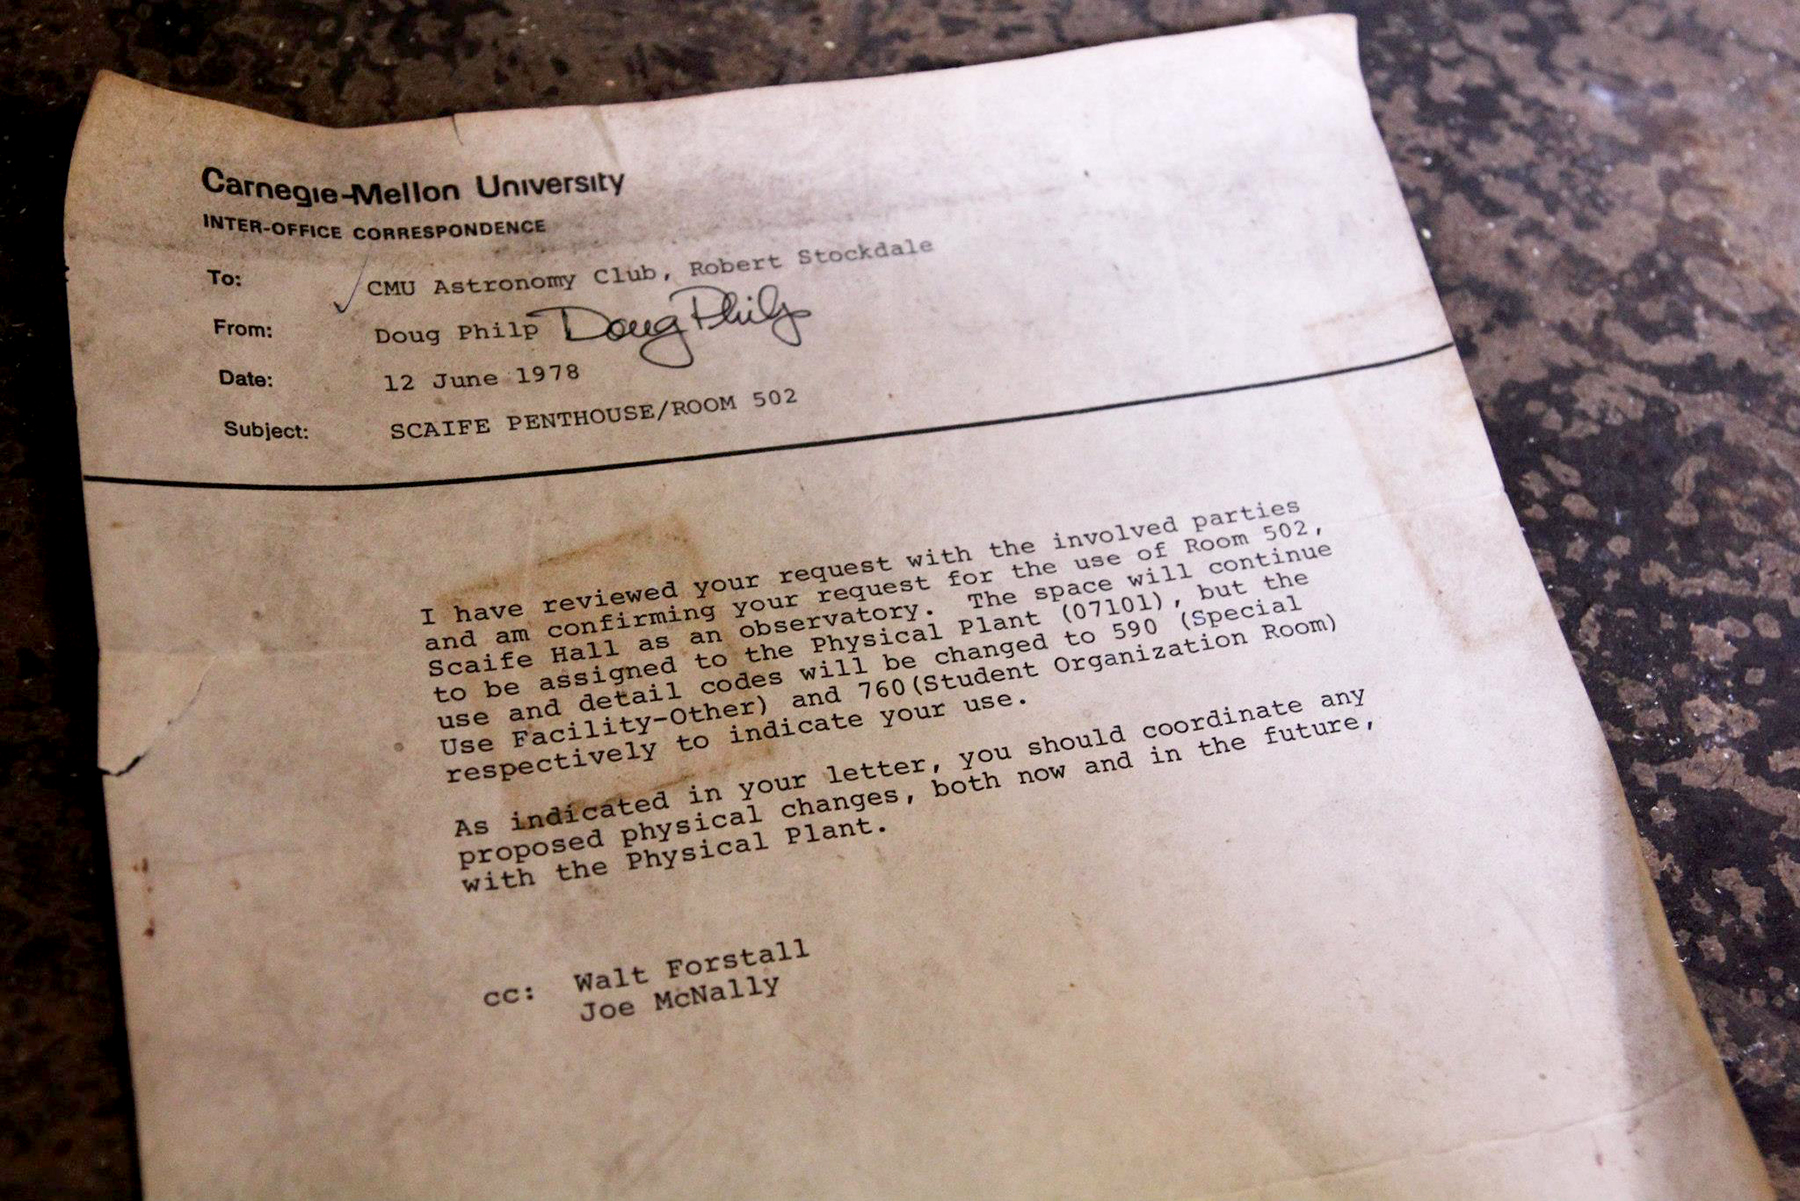 Carnegie-Mellon University
INTER-OFFICE CORRESPONDENCE
To: CMU Astronomy Club, Robert Stockdale
From: Doug Philp Doug Philp
Date: 12 June 1978
Subject: SCAIFE PENTHOUSE/ROOM 502
I have reviewed your request with the involved parties
and am confirming your request for the use of Room 502,
Scaife Hall as an observatory. The space will continue
to be assigned to the Physical Plant (07101), but the
use and detail codes will be changed to 590 (Special
Use Facility-Other) and 760(Student Organization Room)
respectively to indicate your use.
As indicated in your letter, you should coordinate any
proposed physical changes, both now and in the future,
with the Physical Plant.
cc: Walt Forstall
Joe McNally